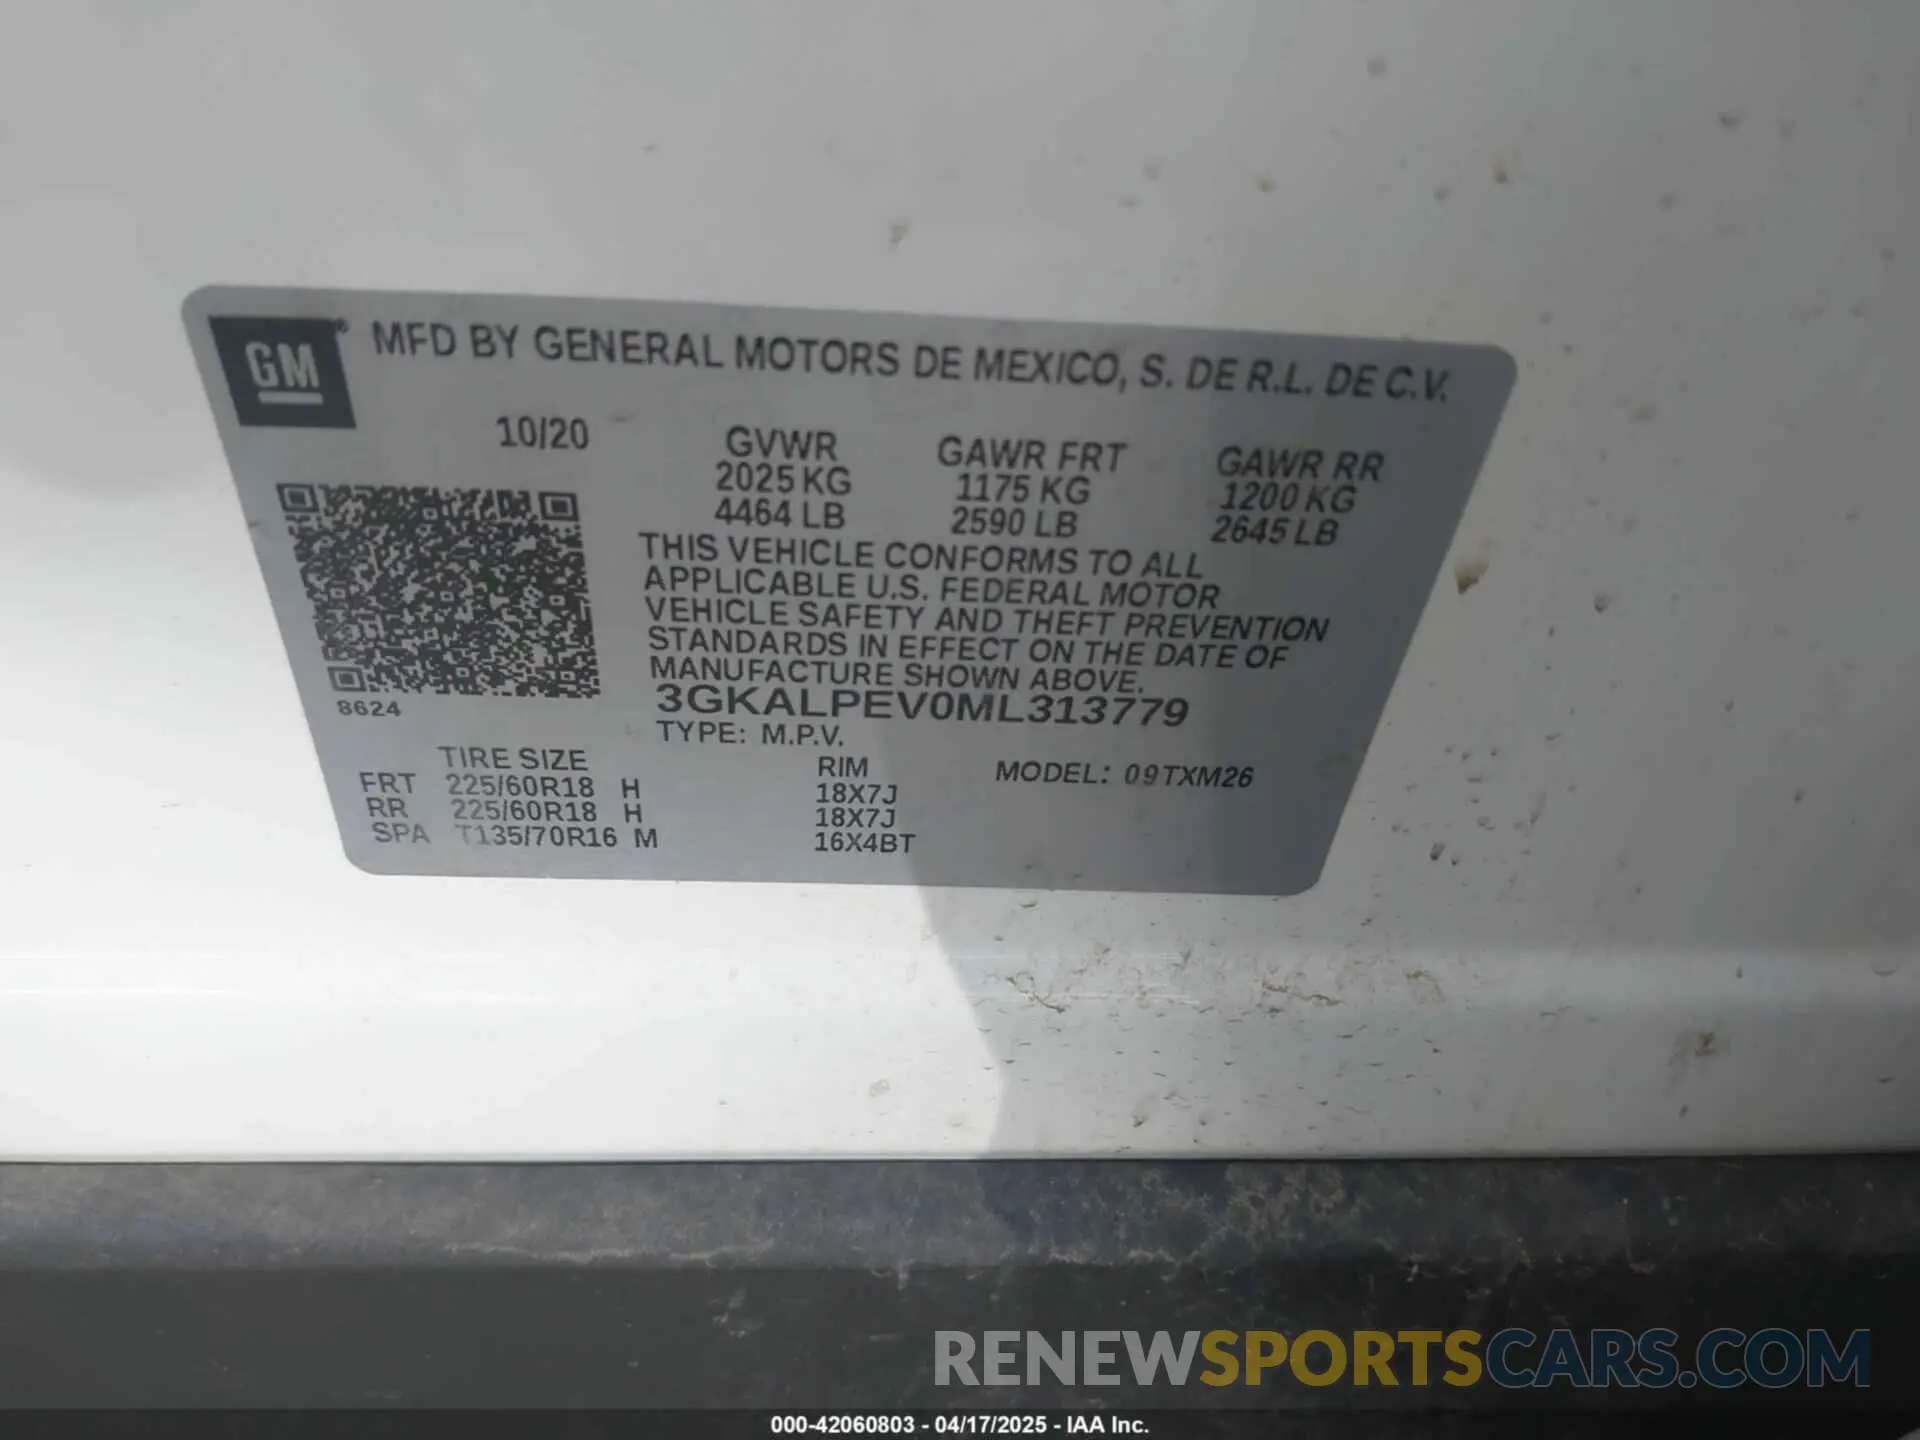 GM® MFD BY GENERAL MOTORS DE MEXICO, S. DE R.L. DE C.V.
10/20
GVWR GAWR FRT GAWR RR
2025 KG 1175 KG 1200 KG
4464 LB 2590 LB 2645 LB
THIS VEHICLE CONFORMS TO ALL
APPLICABLE U.S. FEDERAL MOTOR
VEHICLE SAFETY AND THEFT PREVENTION
STANDARDS IN EFFECT ON THE DATE OF
MANUFACTURE SHOWN ABOVE.
8624
3GKALPEV0ML313779
TYPE: M.P.V.
TIRE SIZE RIM MODEL: 09TXM26
FRT 225/60R18 H 18X7J
RR 225/60R18 H 18X7J
SPA T135/70R16 M 16X4BT
RENEWSPORTSCARS.COM
000-42060803 - 04/17/2025 - IAA Inc.